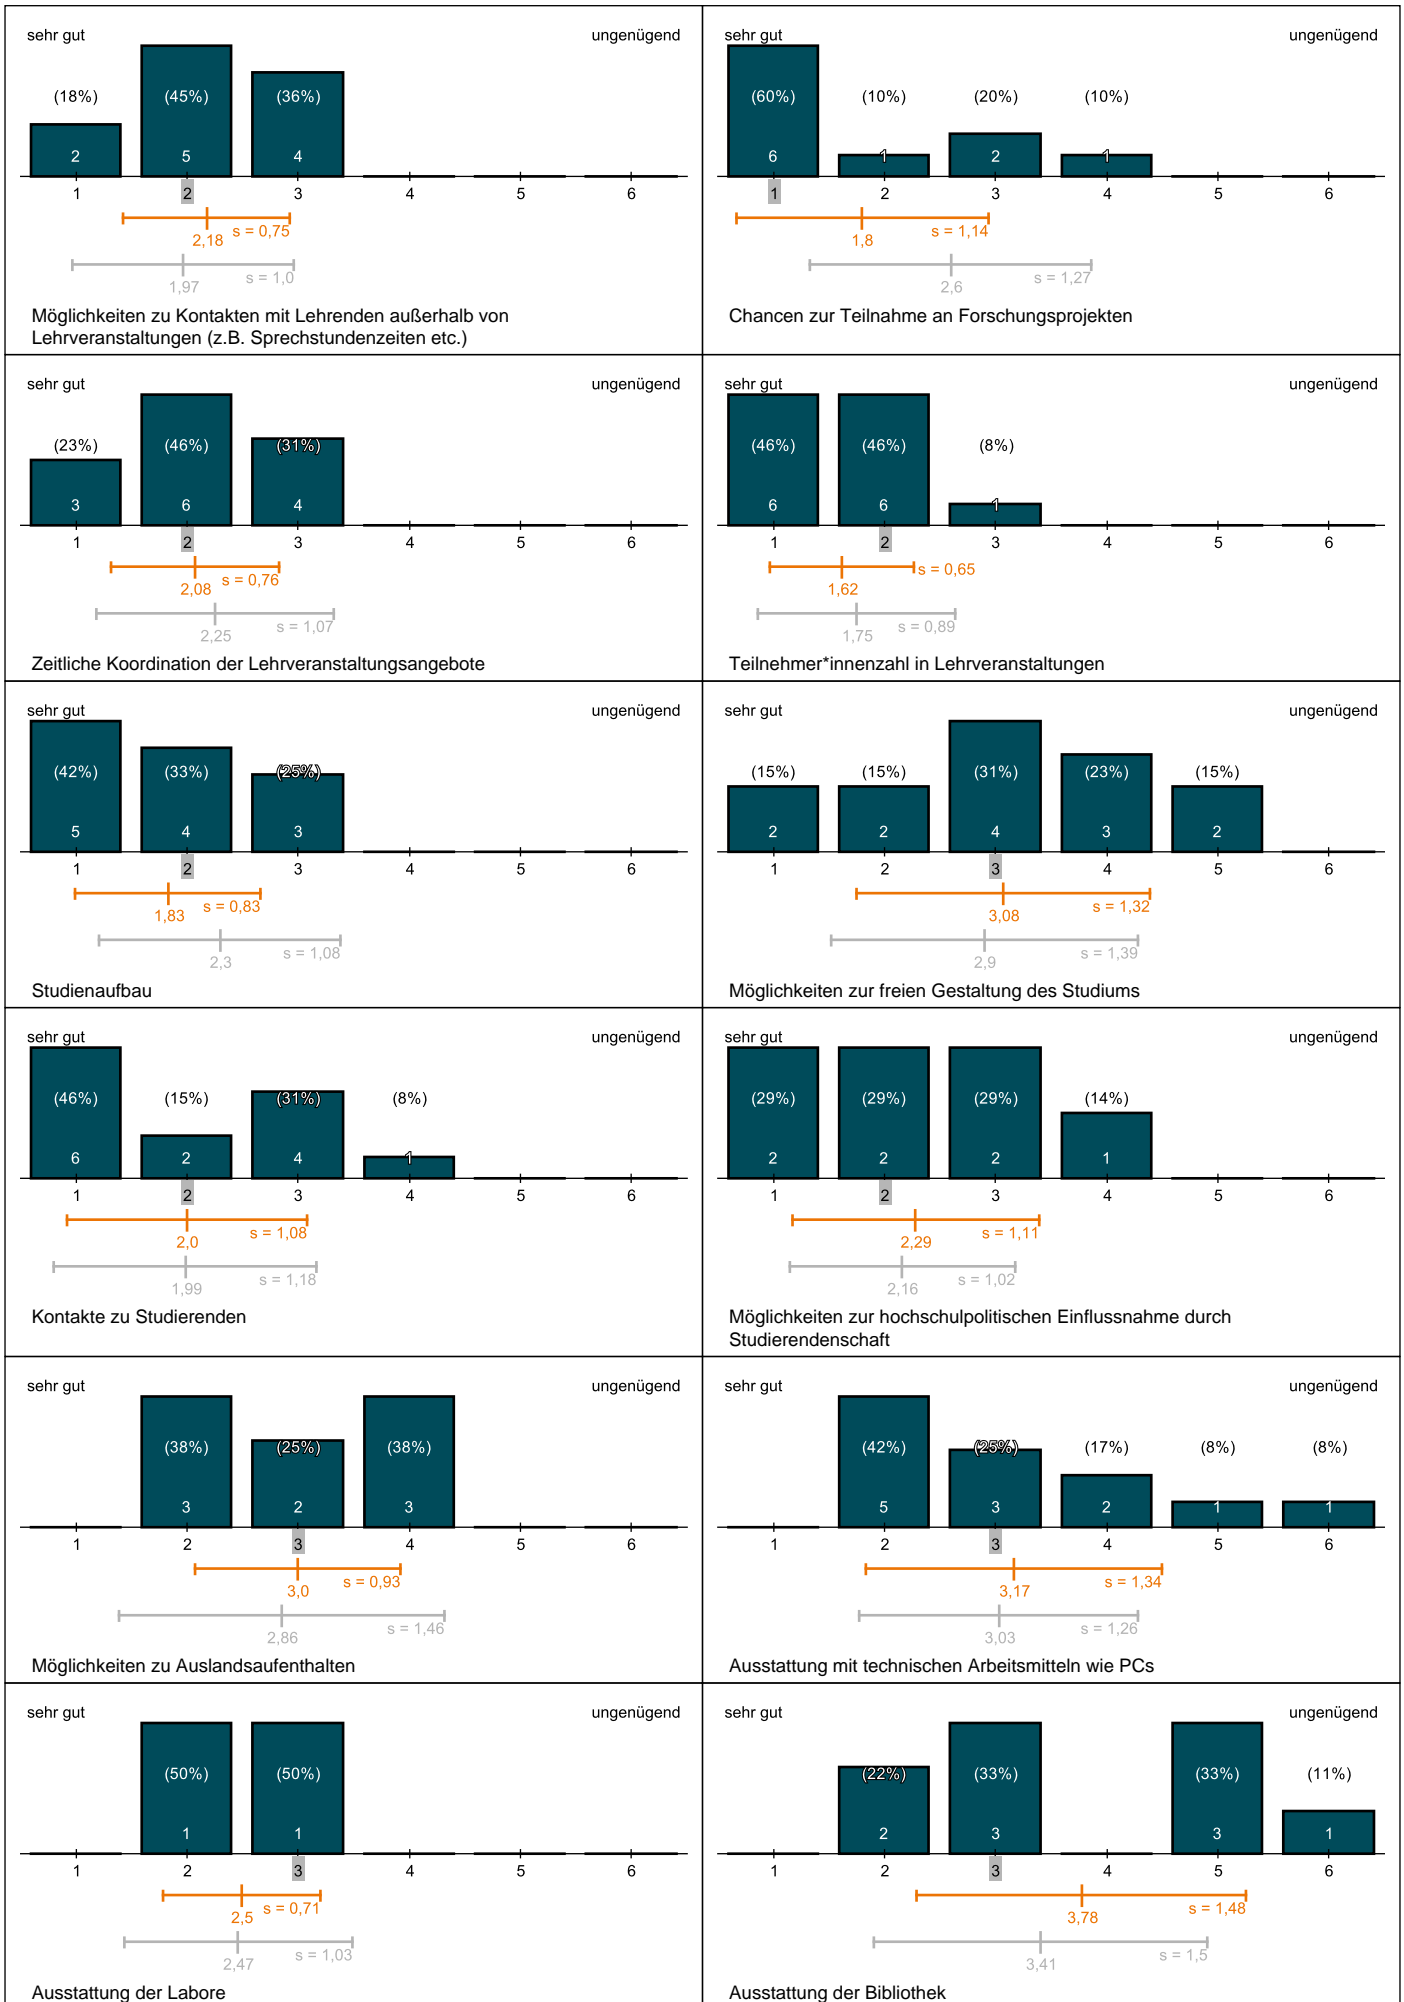 sehr gut ungenügend
(18%) (45%) (36%)
2 5 4
1 2 3 4 5 6
2,18 s = 0,75
1,97 s = 1,0
Möglichkeiten zu Kontakten mit Lehrenden außerhalb von
Lehrveranstaltungen (z.B. Sprechstundenzeiten etc.)
sehr gut ungenügend
(60%) (10%) (20%) (10%)
6 1 2 1
1 2 3 4 5 6
1,8 s = 1,14
2,6 s = 1,27
Chancen zur Teilnahme an Forschungsprojekten
sehr gut ungenügend
(23%) (46%) (31%)
3 6 4
1 2 3 4 5 6
2,08 s = 0,76
2,25 s = 1,07
Zeitliche Koordination der Lehrveranstaltungsangebote
sehr gut ungenügend
(46%) (46%) (8%)
6 6 1
1 2 3 4 5 6
1,62 s = 0,65
1,75 s = 0,89
Teilnehmer*innenzahl in Lehrveranstaltungen
sehr gut ungenügend
(42%) (33%) (25%)
5 4 3
1 2 3 4 5 6
1,83 s = 0,83
2,3 s = 1,08
Studienaufbau
sehr gut ungenügend
(15%) (15%) (31%) (23%) (15%)
2 2 4 3 2
1 2 3 4 5 6
3,08 s = 1,32
2,9 s = 1,39
Möglichkeiten zur freien Gestaltung des Studiums
sehr gut ungenügend
(46%) (15%) (31%) (8%)
6 2 4 1
1 2 3 4 5 6
2,0 s = 1,08
1,99 s = 1,18
Kontakte zu Studierenden
sehr gut ungenügend
(29%) (29%) (29%) (14%)
2 2 2 1
1 2 3 4 5 6
2,29 s = 1,11
2,16 s = 1,02
Möglichkeiten zur hochschulpolitischen Einflussnahme durch
Studierendenschaft
sehr gut ungenügend
(38%) (25%) (38%)
3 2 3
1 2 3 4 5 6
3,0 s = 0,93
2,86 s = 1,46
Möglichkeiten zu Auslandsaufenthalten
sehr gut ungenügend
(42%) (25%) (17%) (8%) (8%)
5 3 2 1 1
1 2 3 4 5 6
3,17 s = 1,34
3,03 s = 1,26
Ausstattung mit technischen Arbeitsmitteln wie PCs
sehr gut ungenügend
(50%) (50%)
1 1
1 2 3 4 5 6
2,5 s = 0,71
2,47 s = 1,03
Ausstattung der Labore
sehr gut ungenügend
(22%) (33%) (33%) (11%)
2 3 3 1
1 2 3 4 5 6
3,78 s = 1,48
3,41 s = 1,5
Ausstattung der Bibliothek